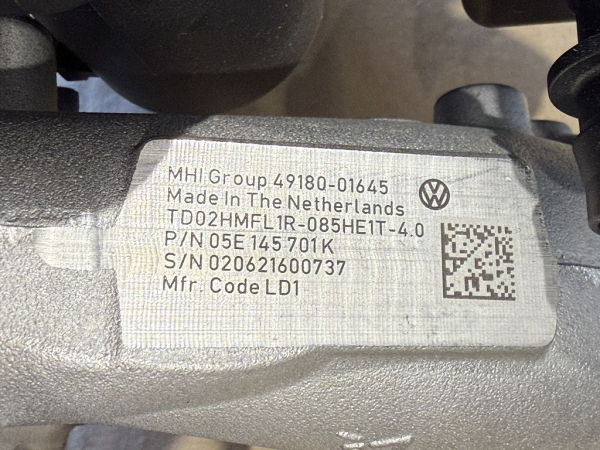 MHI Group 49180-01645
Made In The Netherlands
TD02HMFL1R-085HE1T-4.0
P/N 05E 145 701 K
S/N 020621600737
Mfr. Code LD1